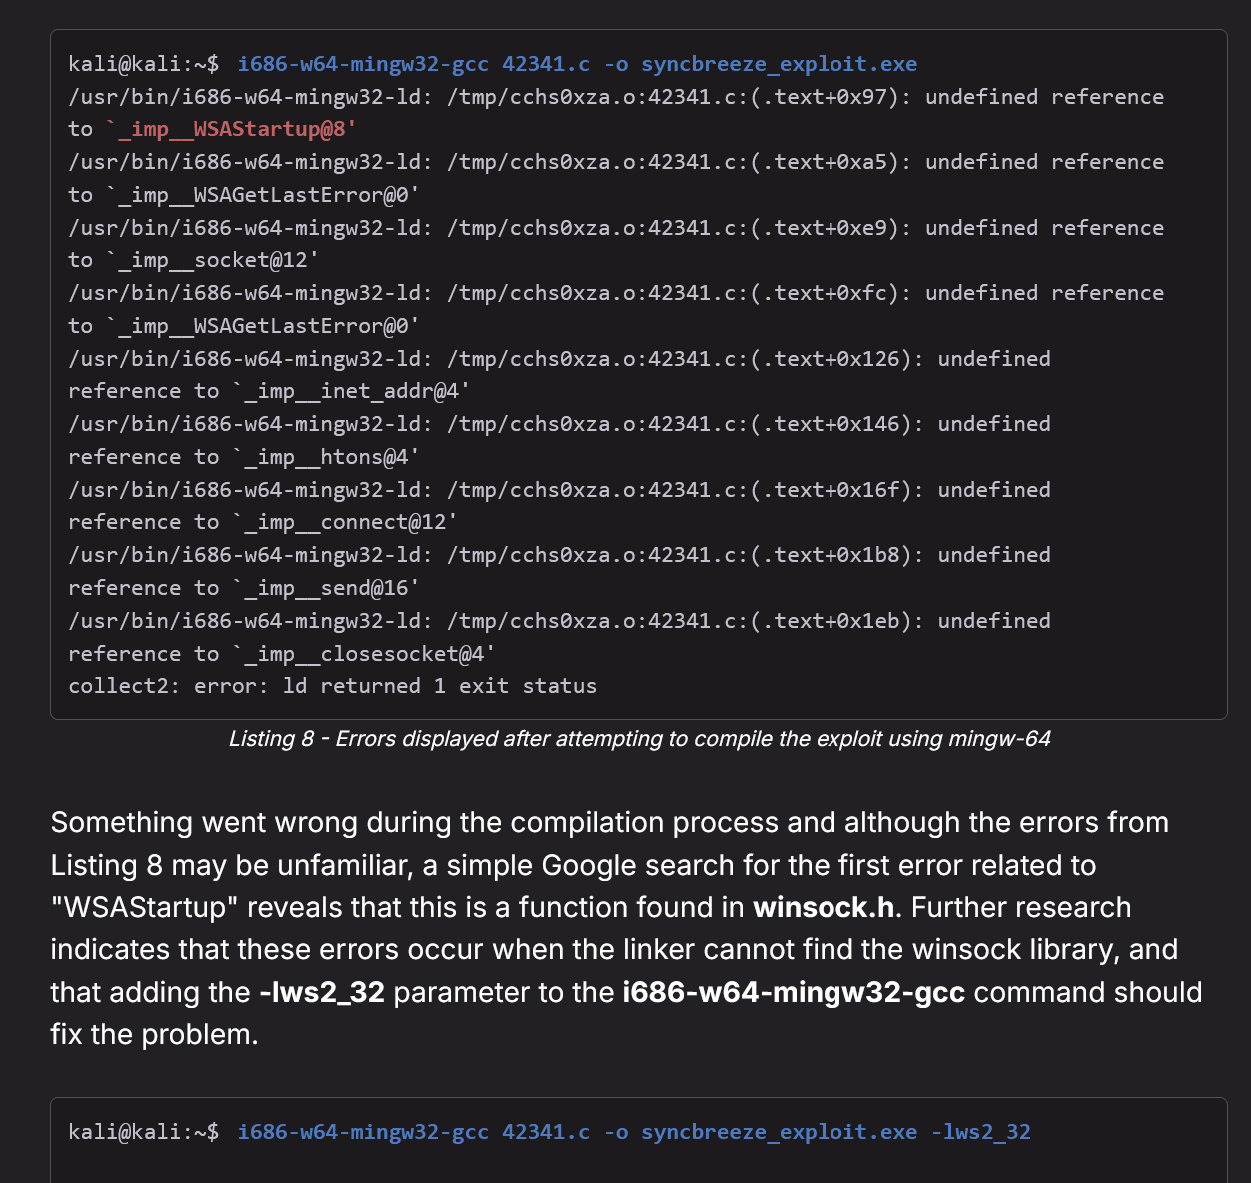 kali@kali:~$ i686-w64-mingw32-gcc 42341.c -o syncbreeze_exploit.exe
/usr/bin/i686-w64-mingw32-ld: /tmp/cchs0xza.o:42341.c:(.text+0x97): undefined reference
to `_imp__WSAStartup@8'
/usr/bin/i686-w64-mingw32-ld: /tmp/cchs0xza.o:42341.c:(.text+0xa5): undefined reference
to `_imp__WSAGetLastError@0'
/usr/bin/i686-w64-mingw32-ld: /tmp/cchs0xza.o:42341.c:(.text+0xe9): undefined reference
to `_imp__socket@12'
/usr/bin/i686-w64-mingw32-ld: /tmp/cchs0xza.o:42341.c:(.text+0xfc): undefined reference
to `_imp__WSAGetLastError@0'
/usr/bin/i686-w64-mingw32-ld: /tmp/cchs0xza.o:42341.c:(.text+0x126): undefined
reference to `_imp__inet_addr@4'
/usr/bin/i686-w64-mingw32-ld: /tmp/cchs0xza.o:42341.c:(.text+0x146): undefined
reference to `_imp__htons@4'
/usr/bin/i686-w64-mingw32-ld: /tmp/cchs0xza.o:42341.c:(.text+0x16f): undefined
reference to `_imp__connect@12'
/usr/bin/i686-w64-mingw32-ld: /tmp/cchs0xza.o:42341.c:(.text+0x1b8): undefined
reference to `_imp__send@16'
/usr/bin/i686-w64-mingw32-ld: /tmp/cchs0xza.o:42341.c:(.text+0x1eb): undefined
reference to `_imp__closesocket@4'
collect2: error: ld returned 1 exit status
Listing 8 - Errors displayed after attempting to compile the exploit using mingw-64
Something went wrong during the compilation process and although the errors from
Listing 8 may be unfamiliar, a simple Google search for the first error related to
"WSAStartup" reveals that this is a function found in winsock.h. Further research
indicates that these errors occur when the linker cannot find the winsock library, and
that adding the -lws2_32 parameter to the i686-w64-mingw32-gcc command should
fix the problem.
kali@kali:~$ i686-w64-mingw32-gcc 42341.c -o syncbreeze_exploit.exe -lws2_32